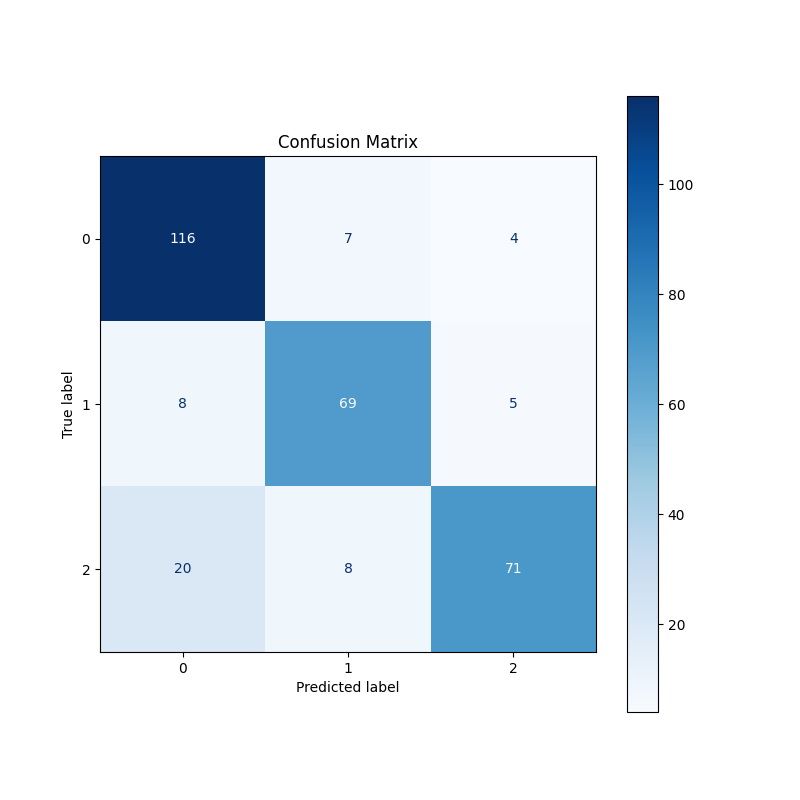 Confusion Matrix
True label
0 116 7 4
1 8 69 5
2 20 8 71
0 1 2
Predicted label
100
80
60
40
20